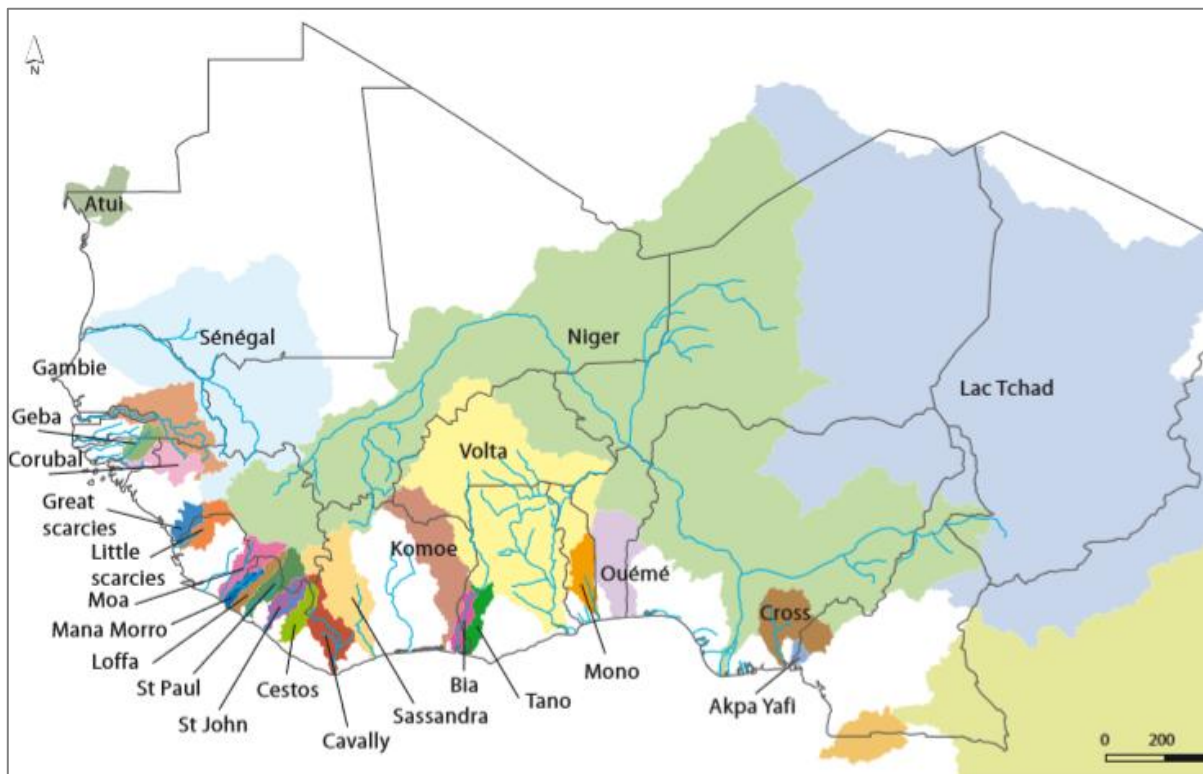 N
Atui
Sénégal
Gambie
Niger
Lac Tchad
Geba
Volta
Corubal
Great
scarcies
Little
scarcies
Komoe
Ouémé
Moa
Cross
Mana Morro
Loffa
Mono
St Paul
Cestos
Bia
Tano
Akpa Yafi
St John
Sassandra
Cavally
0 200